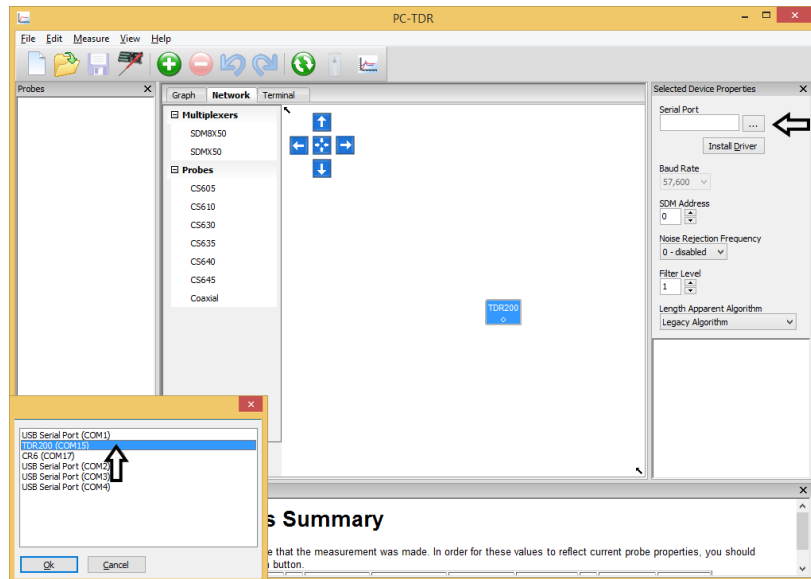 PC-TDR
File Edit Measure View Help
Probes
Graph Network Terminal
Multiplexers
SDM8X50
SDMX50
Probes
CS605
CS610
CS630
CS635
CS640
CS645
Coaxial
TDR200
Selected Device Properties
Serial Port
...
Install Driver
Baud Rate
57,600
SDM Address
0
Noise Rejection Frequency
0 - disabled
Filter Level
1
Length Apparent Algorithm
Legacy Algorithm
USB Serial Port (COM1)
TDR200 (COM15)
CR6 (COM17)
USB Serial Port (COM2)
USB Serial Port (COM3)
USB Serial Port (COM4)
Ok Cancel
s Summary
e that the measurement was made. In order for these values to reflect current probe properties, you should
button.